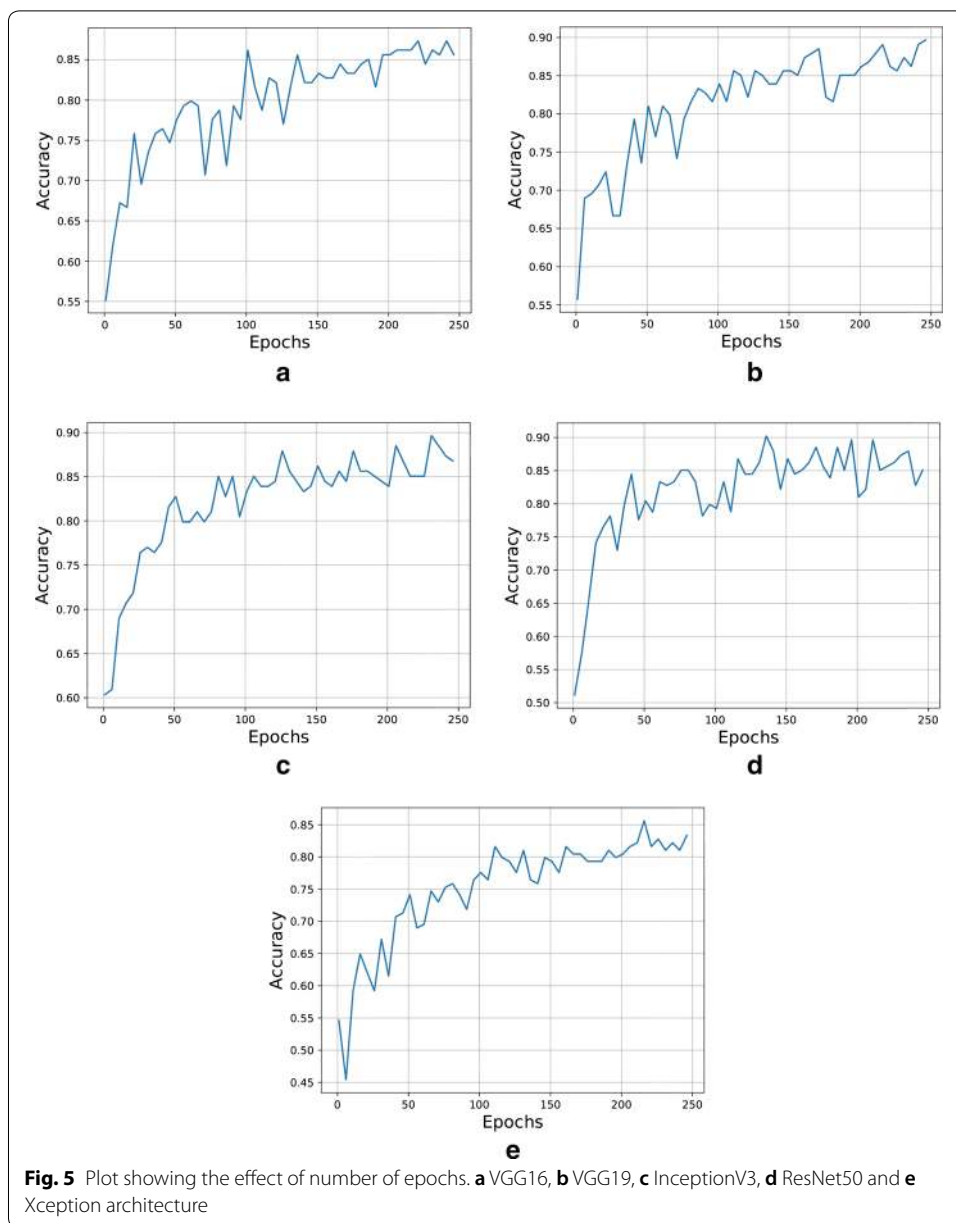 0.85
0.80
0.75
0.70
0.65
0.60
0.55
Accuracy
0 50 100 150 200 250
Epochs
a
0.90
0.85
0.80
0.75
0.70
0.65
0.60
0.55
Accuracy
0 50 100 150 200 250
Epochs
b
0.90
0.85
0.80
0.75
0.70
0.65
0.60
Accuracy
0 50 100 150 200 250
Epochs
c
0.90
0.85
0.80
0.75
0.70
0.65
0.60
0.55
0.50
Accuracy
0 50 100 150 200 250
Epochs
d
0.85
0.80
0.75
0.70
0.65
0.60
0.55
0.50
0.45
Accuracy
0 50 100 150 200 250
Epochs
e
Fig. 5 Plot showing the effect of number of epochs. a VGG16, b VGG19, c InceptionV3, d ResNet50 and e
Xception architecture